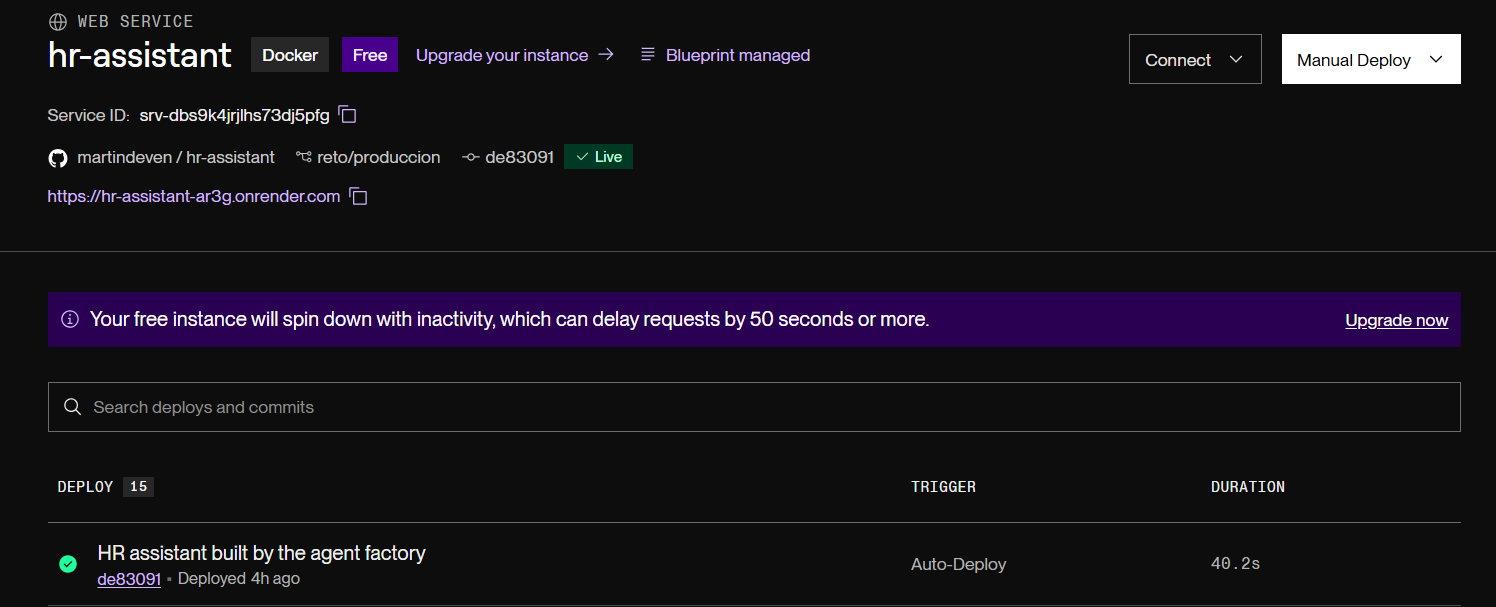 WEB SERVICE
hr-assistant Docker Free Upgrade your instance → Blueprint managed Connect Manual Deploy
Service ID: srv-dbs9k4jrjlhs73dj5pfg
martindeven / hr-assistant reto/produccion de83091 ✓ Live
https://hr-assistant-ar3g.onrender.com
Your free instance will spin down with inactivity, which can delay requests by 50 seconds or more. Upgrade now
Search deploys and commits
DEPLOY 15 TRIGGER DURATION
HR assistant built by the agent factory
de83091 • Deployed 4h ago Auto-Deploy 40.2s